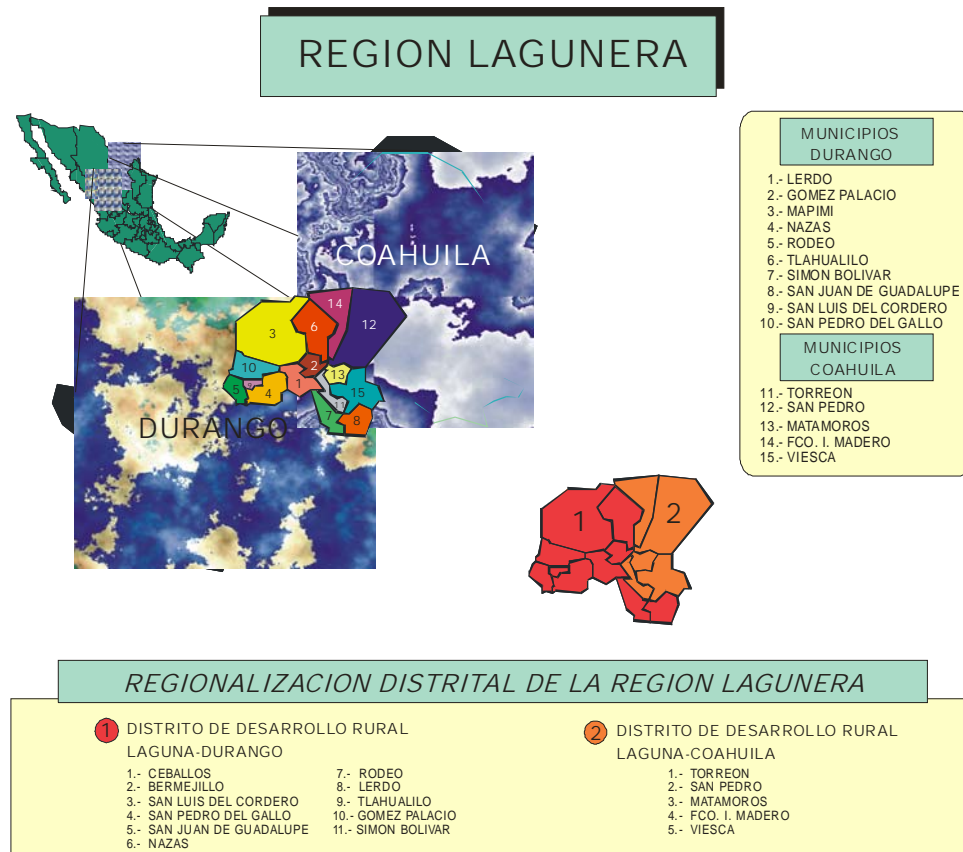 REGION LAGUNERA
COAHUILA
DURANGO
14
12
3
6
2
13
10
1
15
5
9
4
11
7
8
MUNICIPIOS
DURANGO
1.- LERDO
2.- GOMEZ PALACIO
3.- MAPIMI
4.- NAZAS
5.- RODEO
6.- TLAHUALILO
7.- SIMON BOLIVAR
8.- SAN JUAN DE GUADALUPE
9.- SAN LUIS DEL CORDERO
10.- SAN PEDRO DEL GALLO
MUNICIPIOS
COAHUILA
11.- TORREON
12.- SAN PEDRO
13.- MATAMOROS
14.- FCO. I. MADERO
15.- VIESCA
1
2
REGIONALIZACION DISTRITAL DE LA REGION LAGUNERA
1 DISTRITO DE DESARROLLO RURAL
LAGUNA-DURANGO
1.- CEBALLOS
2.- BERMEJILLO
3.- SAN LUIS DEL CORDERO
4.- SAN PEDRO DEL GALLO
5.- SAN JUAN DE GUADALUPE
6.- NAZAS
7.- RODEO
8.- LERDO
9.- TLAHUALILO
10.- GOMEZ PALACIO
11.- SIMON BOLIVAR
2 DISTRITO DE DESARROLLO RURAL
LAGUNA-COAHUILA
1.- TORREON
2.- SAN PEDRO
3.- MATAMOROS
4.- FCO. I. MADERO
5.- VIESCA